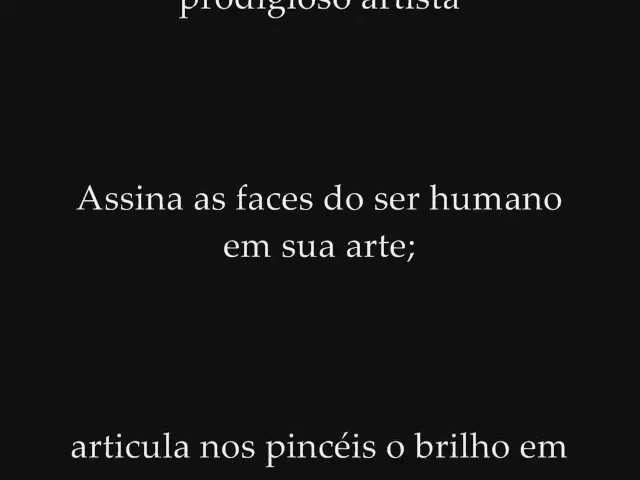 prodigioso artista
Assina as faces do ser humano
em sua arte;
articula nos pincéis o brilho em